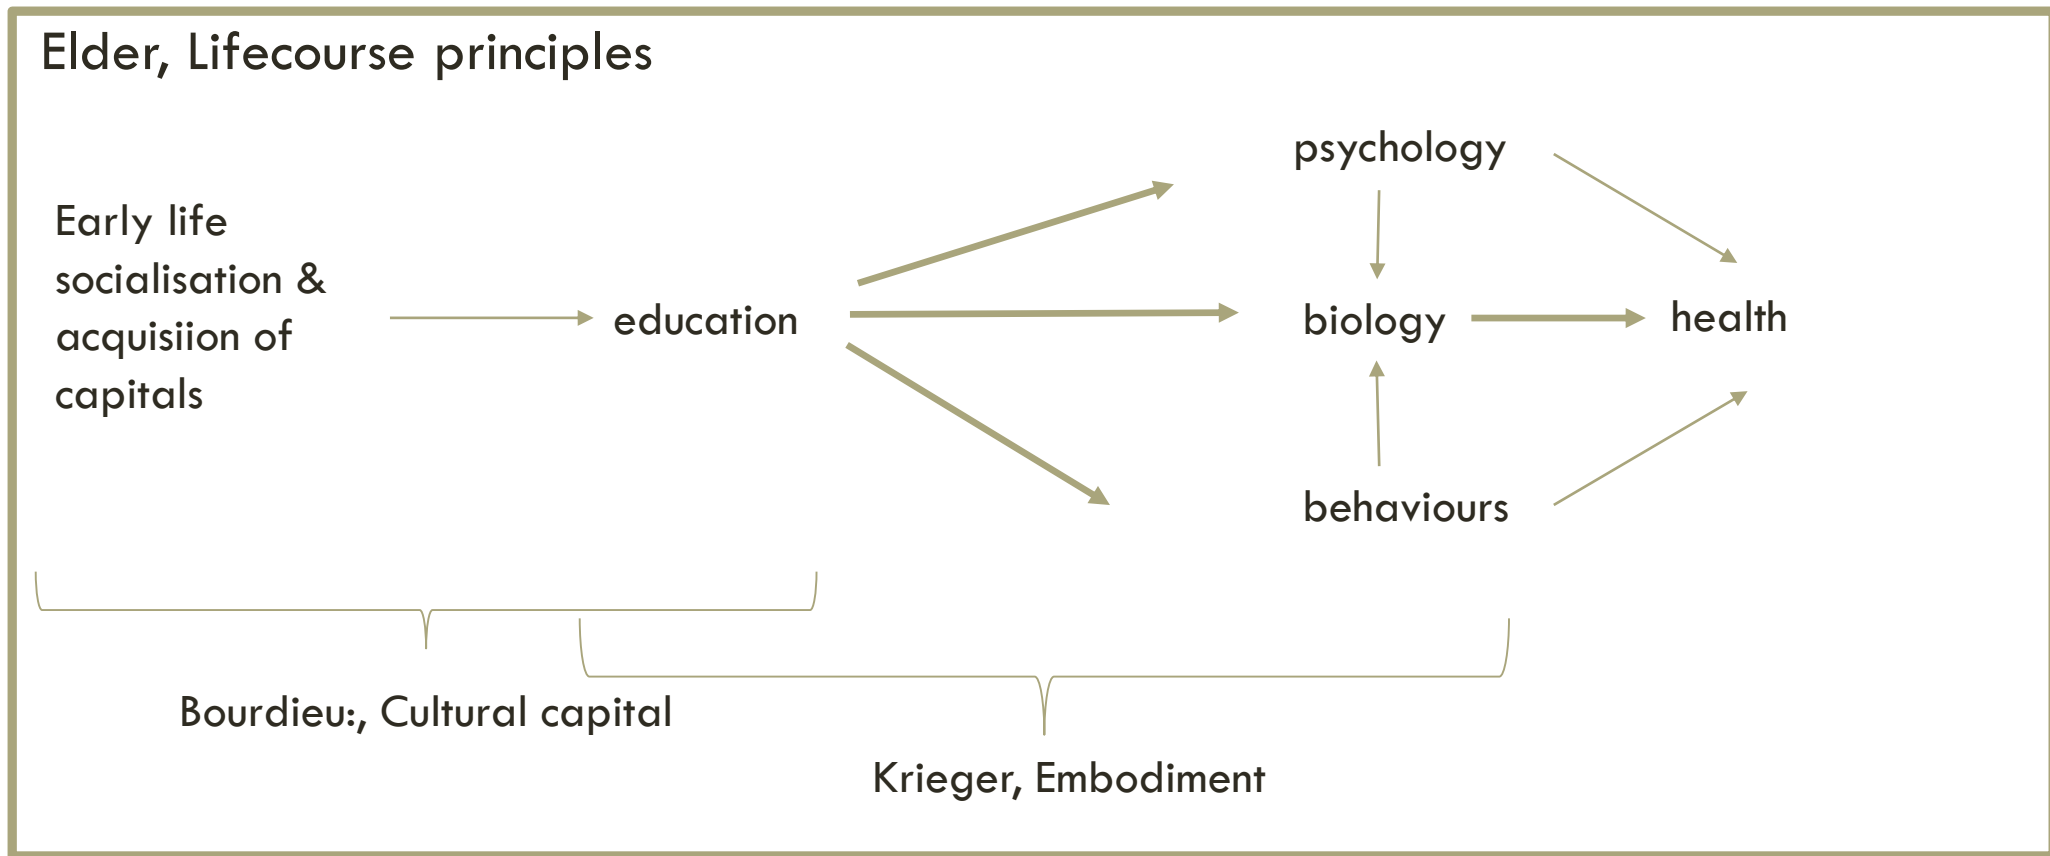 Elder, Lifecourse principles
psychology
Early life
socialisation &
acquisiion of
capitals
education
biology
health
behaviours
Bourdieu:, Cultural capital
Krieger, Embodiment